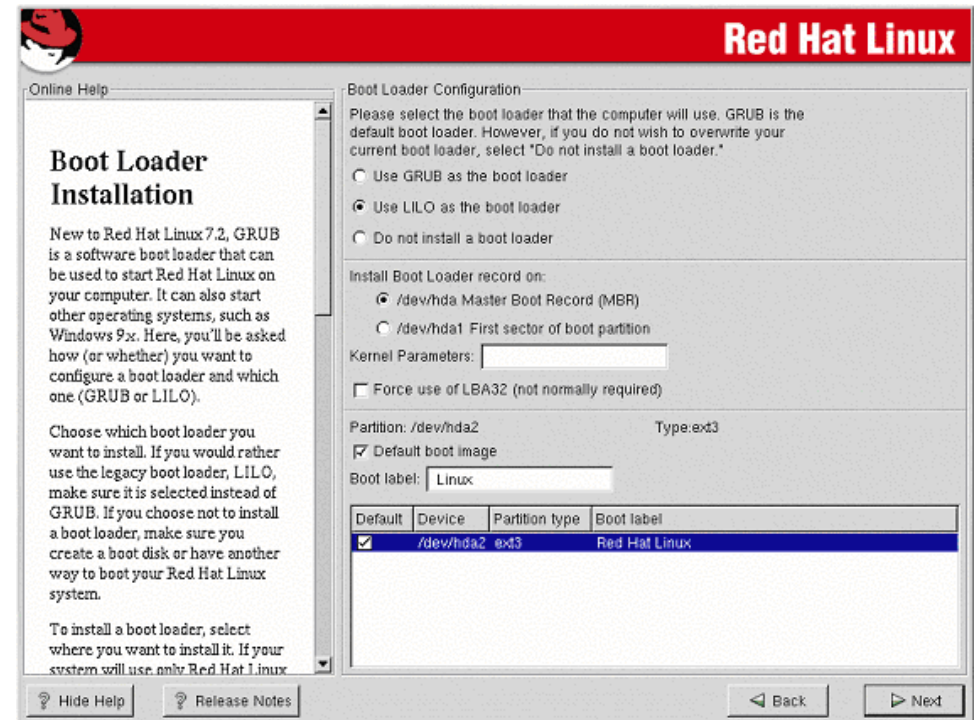 Red Hat Linux
Online Help
Boot Loader
Installation
New to Red Hat Linux 7.2, GRUB
is a software boot loader that can
be used to start Red Hat Linux on
your computer. It can also start
other operating systems, such as
Windows 9x. Here, you'll be asked
how (or whether) you want to
configure a boot loader and which
one (GRUB or LILO).
Choose which boot loader you
want to install. If you would rather
use the legacy boot loader, LILO,
make sure it is selected instead of
GRUB. If you choose not to install
a boot loader, make sure you
create a boot disk or have another
way to boot your Red Hat Linux
system.
To install a boot loader, select
where you want to install it. If your
system will use only Red Hat Linux
Boot Loader Configuration
Please select the boot loader that the computer will use. GRUB is the
default boot loader. However, if you do not wish to overwrite your
current boot loader, select "Do not install a boot loader."
Use GRUB as the boot loader
Use LILO as the boot loader
Do not install a boot loader
Install Boot Loader record on:
/dev/hda Master Boot Record (MBR)
/dev/hda1 First sector of boot partition
Kernel Parameters:
Force use of LBA32 (not normally required)
Partition: /dev/hda2 Type:ext3
Default boot image
Boot label: Linux
Default Device Partition type Boot label
/dev/hda2 ext3 Red Hat Linux
? Hide Help ? Release Notes Back Next